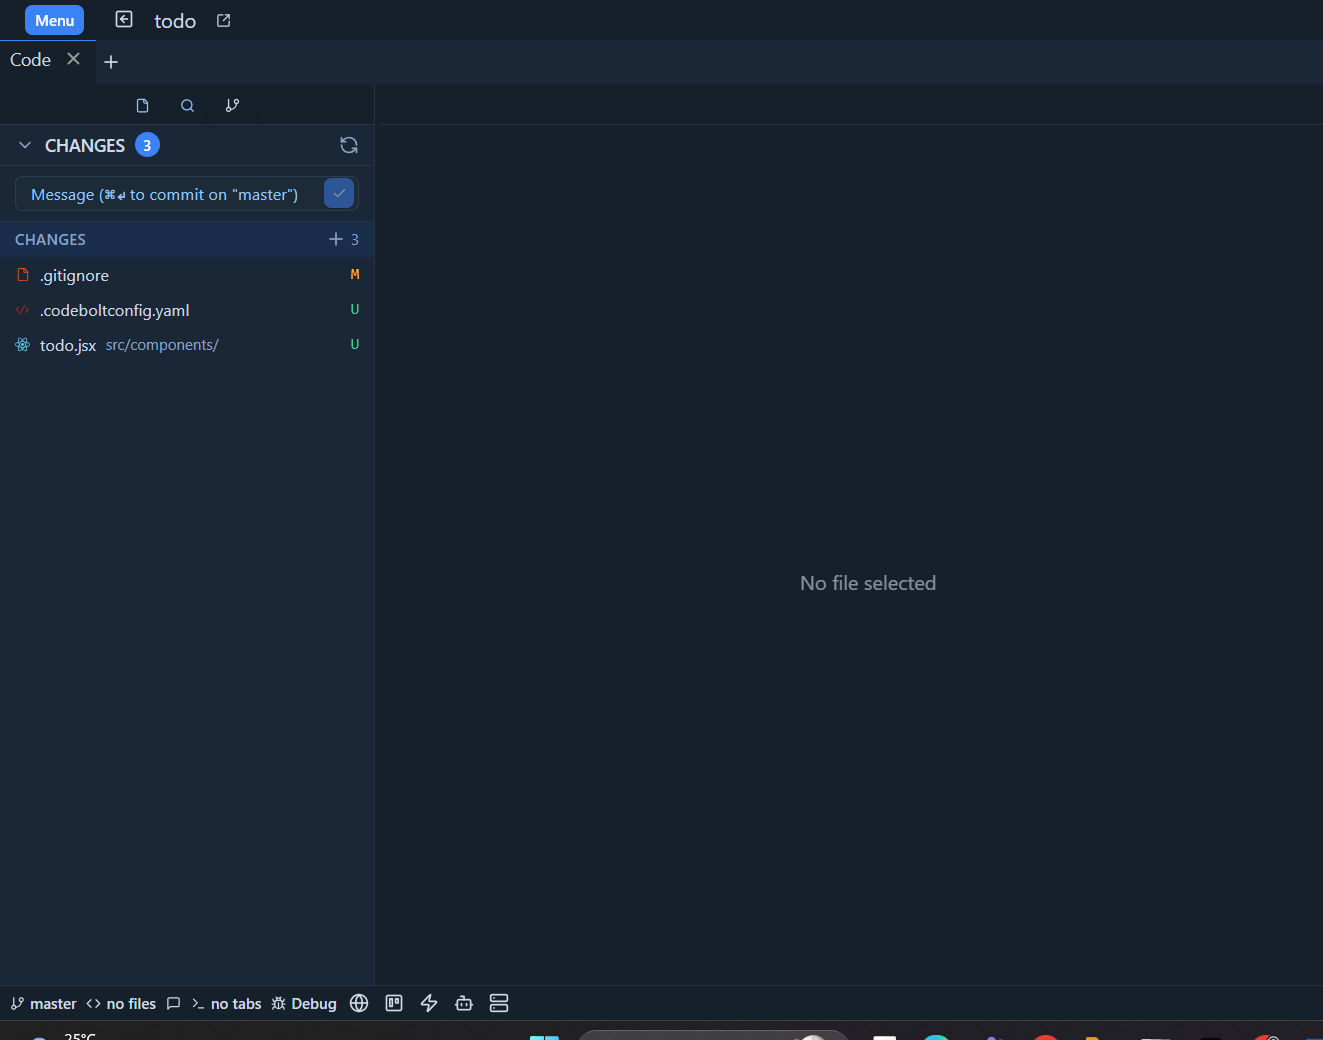 Menu todo
Code
CHANGES 3
Message (⌘↵ to commit on "master")
CHANGES 3
.gitignore M
.codeboltconfig.yaml U
todo.jsx src/components/ U
No file selected
master no files no tabs Debug
25°C